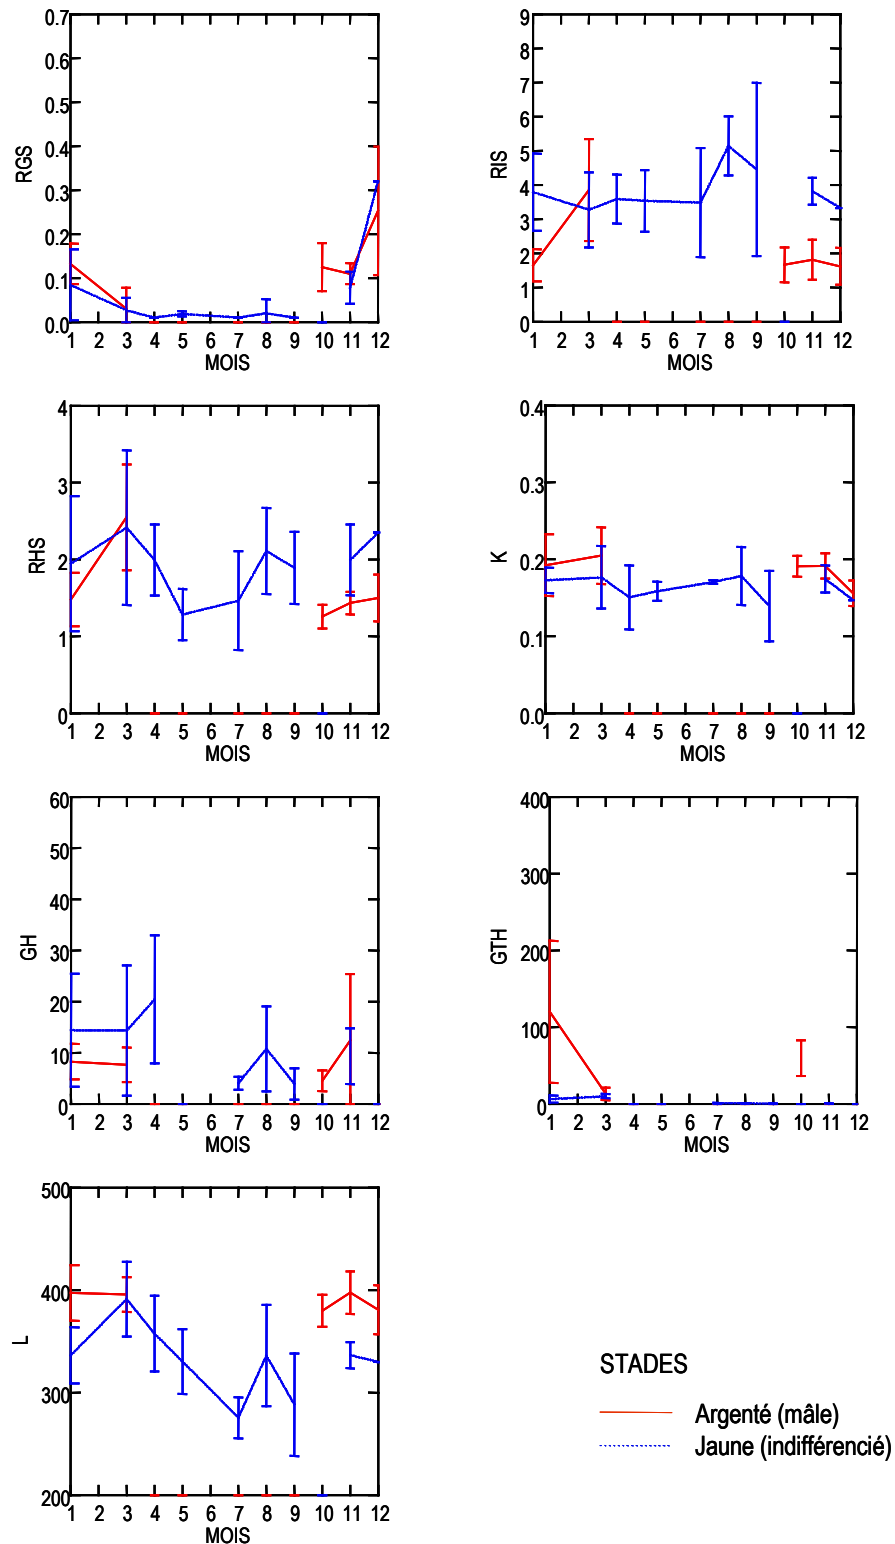 0.7
0.6
0.5
0.4
0.3
0.2
0.1
0.0
RGS
1 2 3 4 5 6 7 8 9 10 11 12
MOIS
9
8
7
6
5
4
3
2
1
0
RIS
1 2 3 4 5 6 7 8 9 10 11 12
MOIS
4
3
2
1
0
RHS
1 2 3 4 5 6 7 8 9 10 11 12
MOIS
0.4
0.3
0.2
0.1
0.0
K
1 2 3 4 5 6 7 8 9 10 11 12
MOIS
60
50
40
30
20
10
0
GH
1 2 3 4 5 6 7 8 9 10 11 12
MOIS
400
300
200
100
0
GTH
1 2 3 4 5 6 7 8 9 10 11 12
MOIS
500
400
300
200
L
1 2 3 4 5 6 7 8 9 10 11 12
MOIS
STADES
Argenté (mâle)
Jaune (indifférencié)